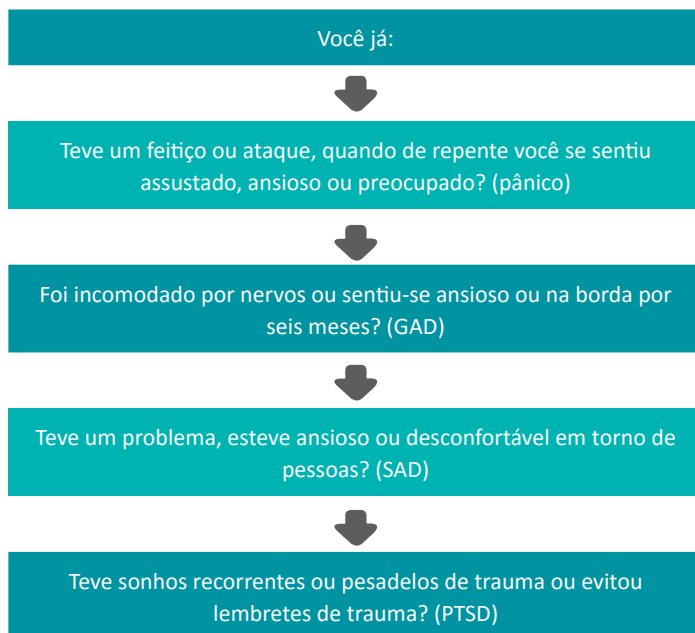 Você já:
Teve um feitiço ou ataque, quando de repente você se sentiu
assustado, ansioso ou preocupado? (pânico)
Foi incomodado por nervos ou sentiu-se ansioso ou na borda por
seis meses? (GAD)
Teve um problema, esteve ansioso ou desconfortável em torno de
pessoas? (SAD)
Teve sonhos recorrentes ou pesadelos de trauma ou evitou
lembretes de trauma? (PTSD)